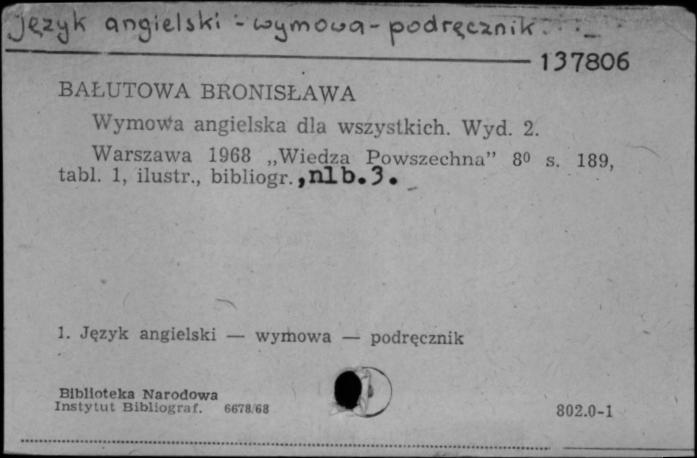 język angielski - wymowa - podręcznik
137806
BAŁUTOWA BRONISŁAWA
Wymowa angielska dla wszystkich. Wyd. 2.
Warszawa 1968 „Wiedza Powszechna” 8⁰ s. 189,
tabl. 1, ilustr., bibliogr., nlb. 3.
1. Język angielski — wymowa — podręcznik
Biblioteka Narodowa
Instytut Bibliograf. 6678/68
802.0-1